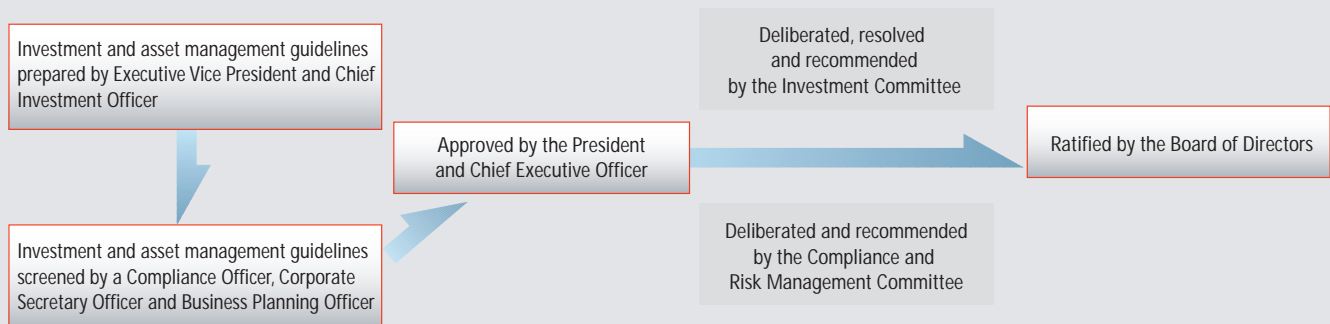 Investment and asset management guidelines
prepared by Executive Vice President and Chief
Investment Officer
Investment and asset management guidelines
screened by a Compliance Officer, Corporate
Secretary Officer and Business Planning Officer
Approved by the President
and Chief Executive Officer
Deliberated, resolved
and recommended
by the Investment Committee
Deliberated and recommended
by the Compliance and
Risk Management Committee
Ratified by the Board of Directors